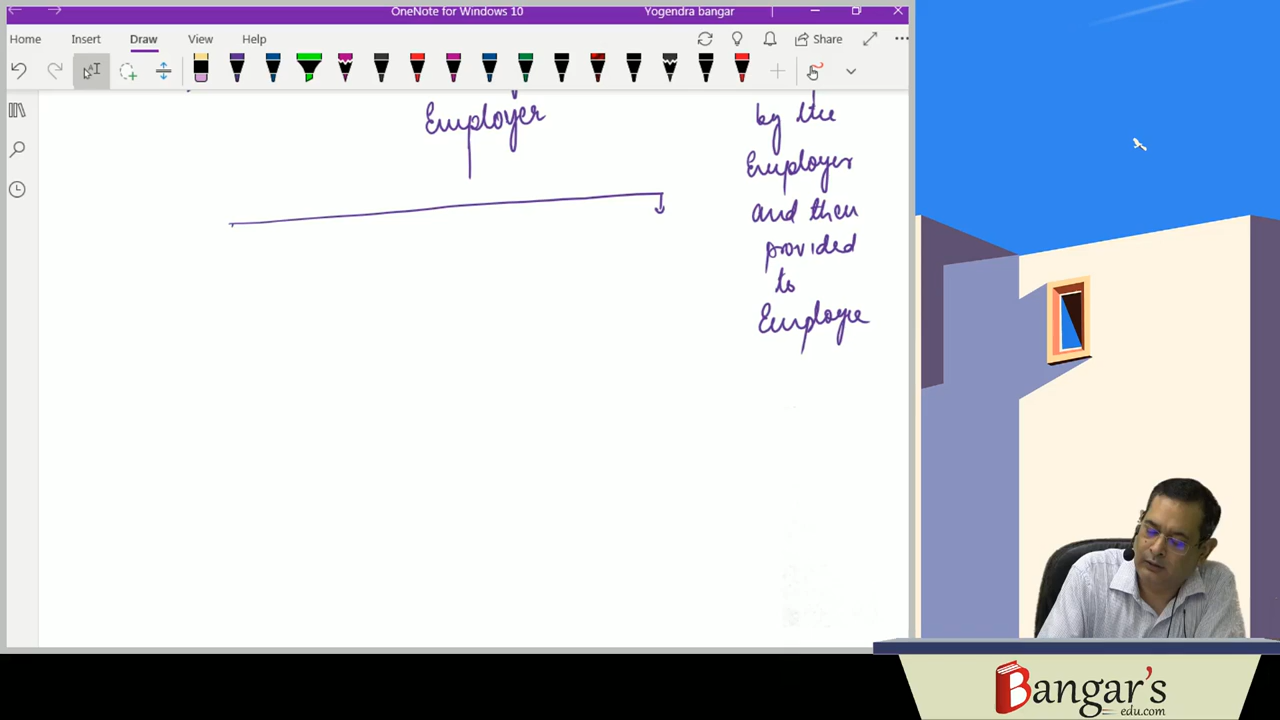 OneNote for Windows 10
Yogendra bangar
Home Insert Draw View Help
Share
Employer
by the
Employer
and then
provided
to
Employee
Bangar's
edu.com